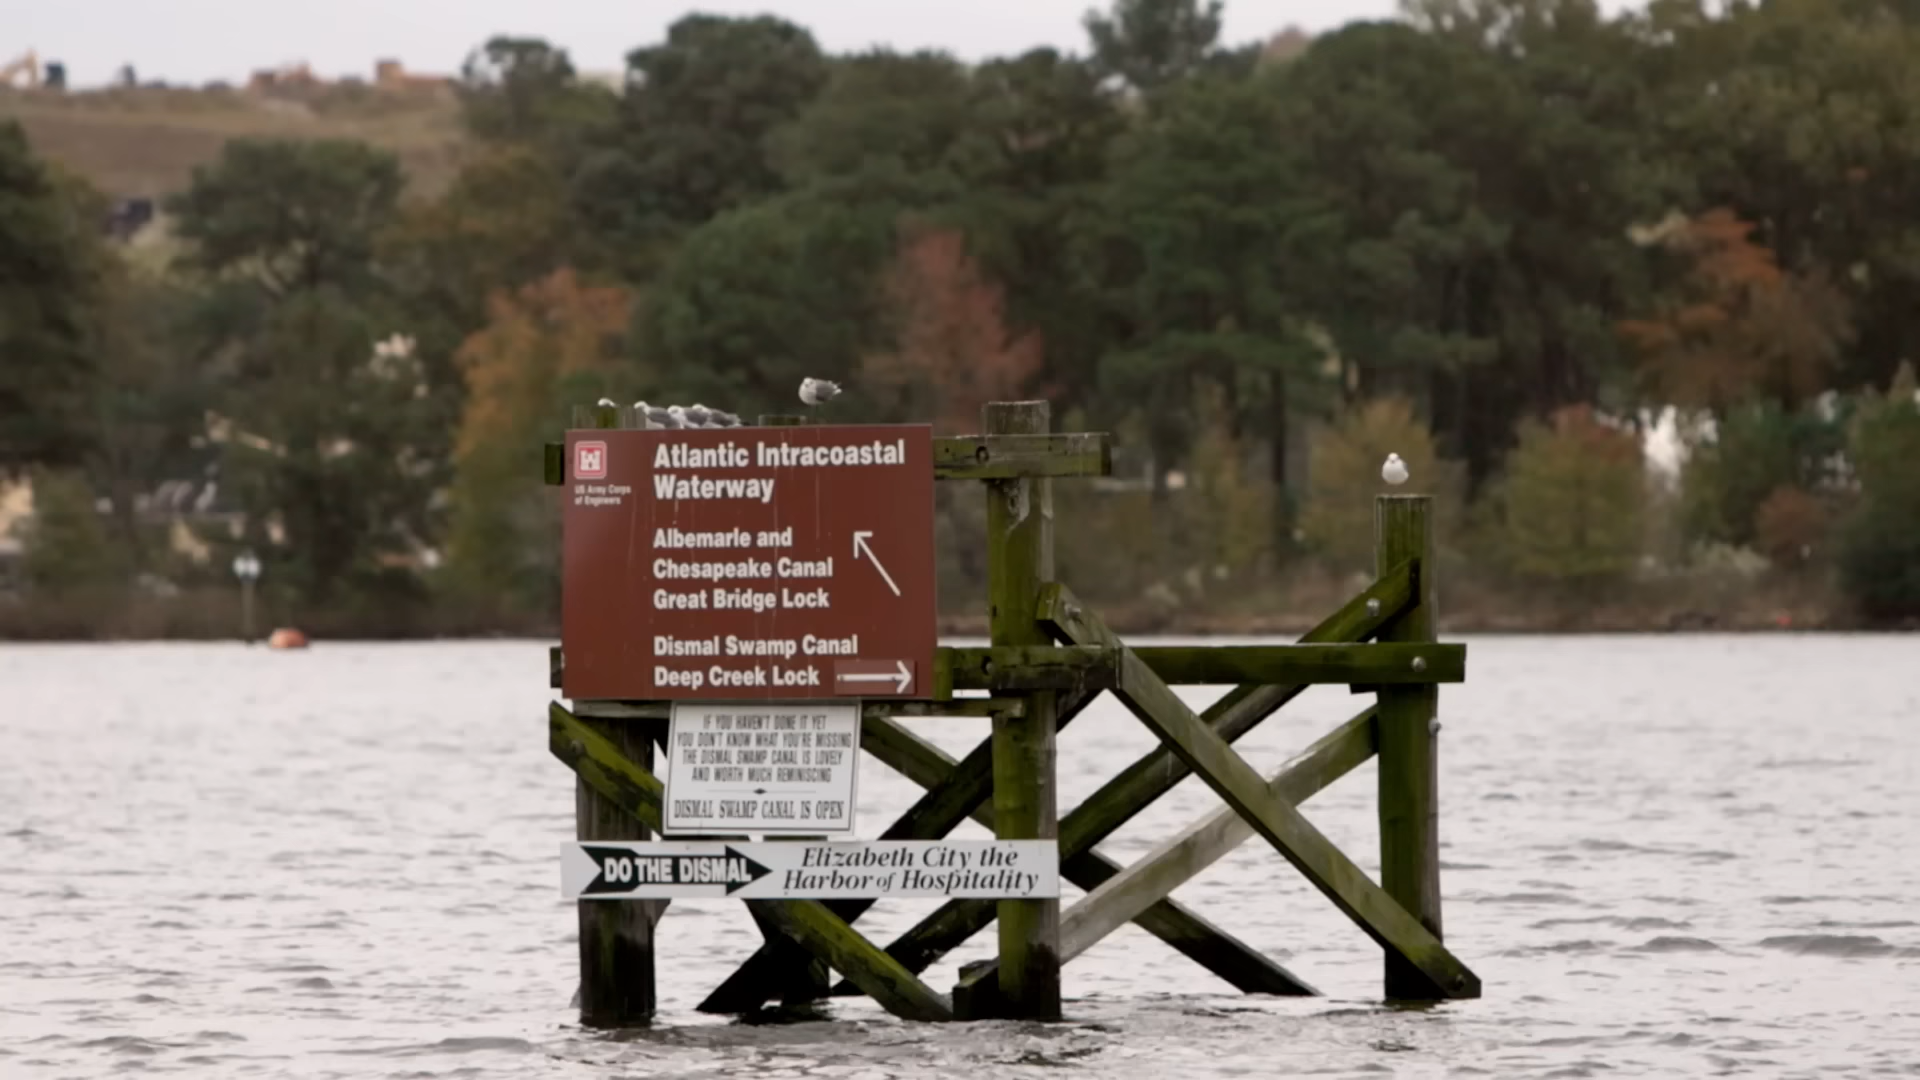 US Army Corps
of Engineers
Atlantic Intracoastal
Waterway
Albemarle and
Chesapeake Canal
Great Bridge Lock
Dismal Swamp Canal
Deep Creek Lock
IF YOU HAVEN'T DONE IT YET
YOU DON'T KNOW WHAT YOU'RE MISSING
THE DISMAL SWAMP CANAL IS LOVELY
AND WORTH MUCH REMINISCING
DISMAL SWAMP CANAL IS OPEN
DO THE DISMAL
Elizabeth City the
Harbor of Hospitality